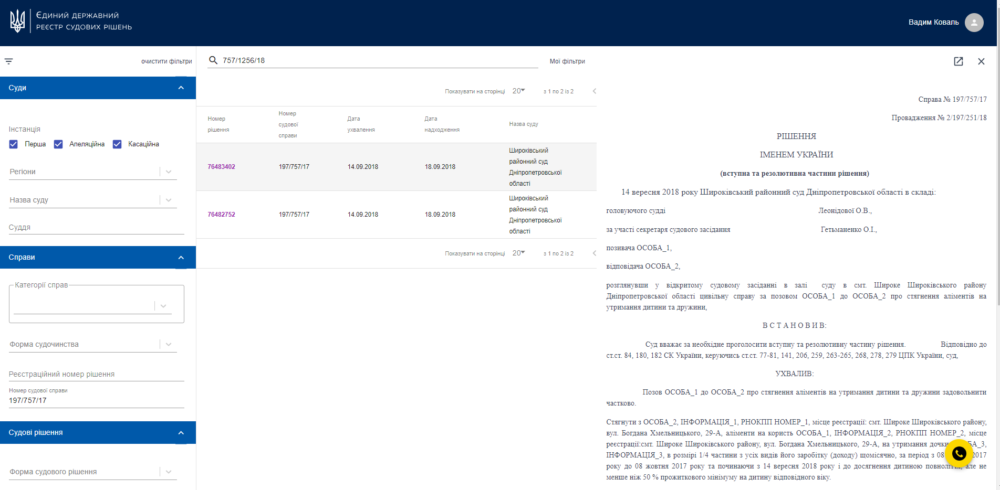 Єдиний державний
реєстр судових рішень
Вадим Коваль
очистити фільтри
Суди
Інстанція
Перша
Апеляційна
Касаційна
Регіони
Назва суду
Суддя
Справи
Категорії справ
Форма судочинства
Реєстраційний номер рішення
Номер судової справи
197/757/17
Судові рішення
Форма судового рішення
757/1256/18
Мої фільтри
Показувати на сторінці 20 з 1 по 2 із 2
Номер рішення
Номер судової справи
Дата ухвалення
Дата надходження
Назва суду
76483402 197/757/17 14.09.2018 18.09.2018 Широківський
районний суд
Дніпропетровської
області
76482752 197/757/17 14.09.2018 18.09.2018 Широківський
районний суд
Дніпропетровської
області
Показувати на сторінці 20 з 1 по 2 із 2
Справа № 197/757/17
Провадження № 2/197/251/18
РІШЕННЯ
ІМЕНЕМ УКРАЇНИ
(вступна та резолютивна частини рішення)
14 вересня 2018 року Широківський районний суд Дніпропетровської області в складі:
головуючого судді Леонідової О.В.,
за участі секретаря судового засідання Гетьманенко О.І.,
позивача ОСОБА_1,
відповідача ОСОБА_2,
розглянувши у відкритому судовому засіданні в залі суду в смт. Широке Широківського району
Дніпропетровської області цивільну справу за позовом ОСОБА_1 до ОСОБА_2 про стягнення аліментів на
утримання дитини та дружини,
В С Т А Н О В И В:
Суд вважає за необхідне проголосити вступну та резолютивну частину рішення. Відповідно до
ст.ст. 84, 180, 182 СК України, керуючись ст.ст. 77-81, 141, 206, 259, 263-265, 268, 278, 279 ЦПК України, суд,
УХВАЛИВ:
Позов ОСОБА_1 до ОСОБА_2 про стягнення аліментів на утримання дитини та дружини задовольнити
частково.
Стягнути з ОСОБА_2, ІНФОРМАЦІЯ_1, РНОКПП НОМЕР_1, місце реєстрації: смт. Широке Широківського району,
вул. Богдана Хмельницького, 29-А, аліменти на користь ОСОБА_1, ІНФОРМАЦІЯ_2, РНОКПП НОМЕР_2, місце
реєстрації:смт. Широке Широківського району, вул. Богдана Хмельницького, 29-А, на утримання дочки
ІНФОРМАЦІЯ_3, в розмірі 1/4 частини з усіх видів його заробітку (доходу) щомісячно, за період з 08 2017
року до 08 жовтня 2017 року та починаючи з 14 вересня 2018 року і до досягнення дитиною повноліття, але не
менше ніж 50 % прожиткового мінімуму на дитину відповідного віку.